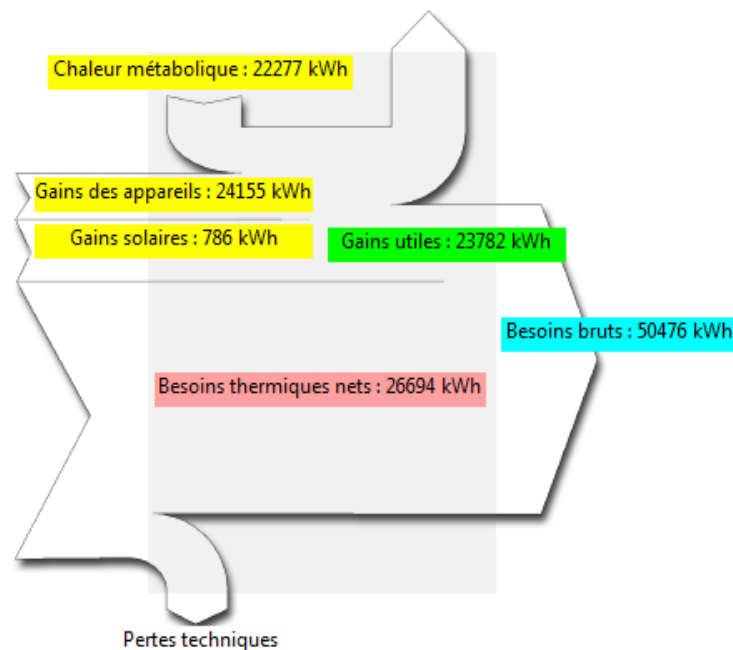 Chaleur métabolique : 22277 kWh
Gains des appareils : 24155 kWh
Gains solaires : 786 kWh
Gains utiles : 23782 kWh
Besoins bruts : 50476 kWh
Besoins thermiques nets : 26694 kWh
Pertes techniques